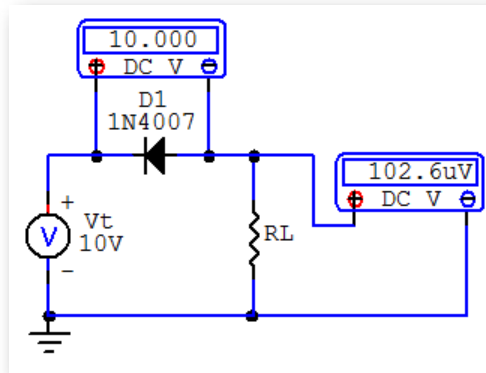 10.000
DC V
D1
1N4007
102.6uV
DC V
+
Vt
V
10V
-
RL